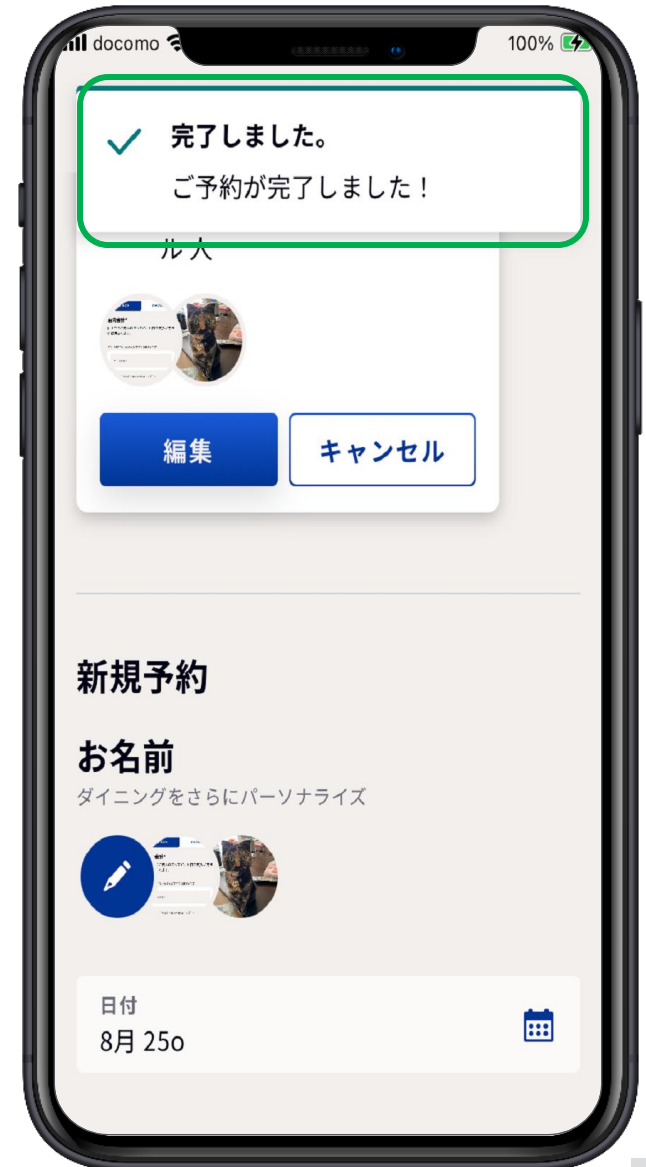 docomo
100%
完了しました。
ご予約が完了しました！
ル 人
編集
キャンセル
新規予約
お名前
ダイニングをさらにパーソナライズ
日付
8月 25o